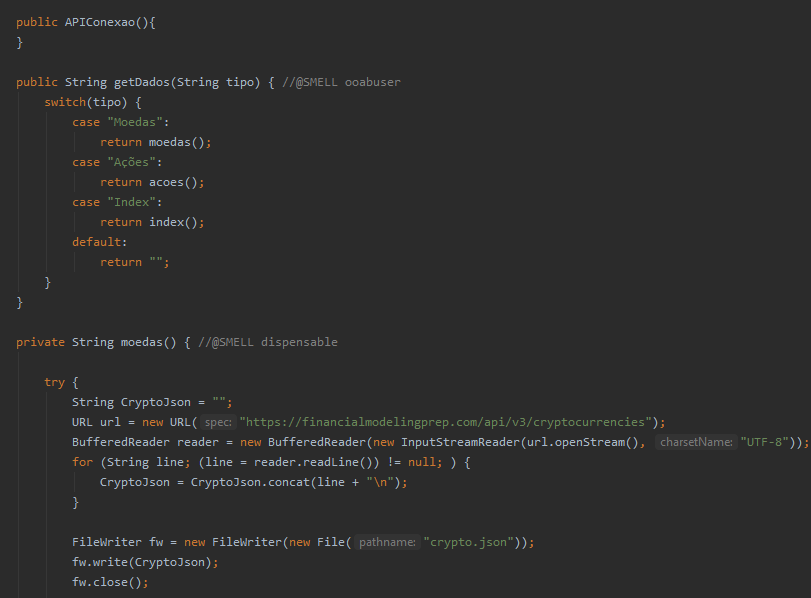 public APIConexao(){
}
public String getDados(String tipo) { //@SMELL ooabuser
switch(tipo) {
case "Moedas":
return moedas();
case "Ações":
return acoes();
case "Index":
return index();
default:
return "";
}
}
private String moedas() { //@SMELL dispensable
try {
String CryptoJson = "";
URL url = new URL( spec: "https://financialmodelingprep.com/api/v3/cryptocurrencies");
BufferedReader reader = new BufferedReader(new InputStreamReader(url.openStream(), charsetName: "UTF-8"));
for (String line; (line = reader.readLine()) != null; ) {
CryptoJson = CryptoJson.concat(line + "\n");
}
FileWriter fw = new FileWriter(new File( pathname: "crypto.json"));
fw.write(CryptoJson);
fw.close();